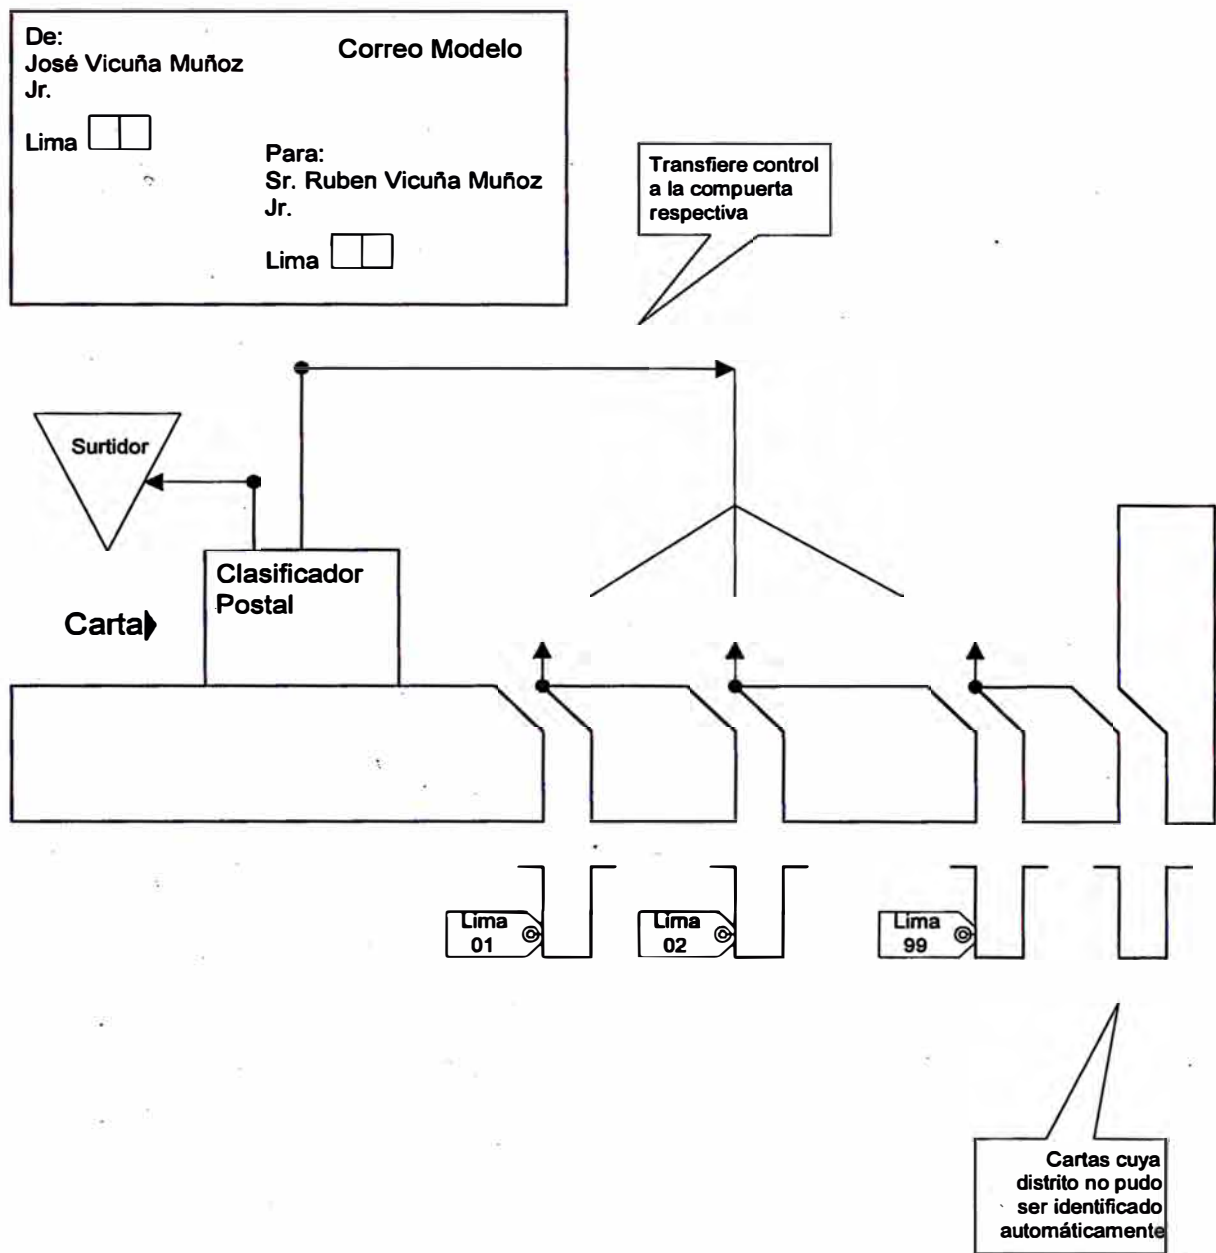 De:
José Vicuña Muñoz
Jr.
Lima
Correo Modelo
Para:
Sr. Ruben Vicuña Muñoz
Jr.
Lima
Transfiere control
a la compuerta
respectiva
Surtidor
Clasificador
Postal
Carta
Lima
01
Lima
02
Lima
99
Cartas cuya
distrito no pudo
ser identificado
automáticamente